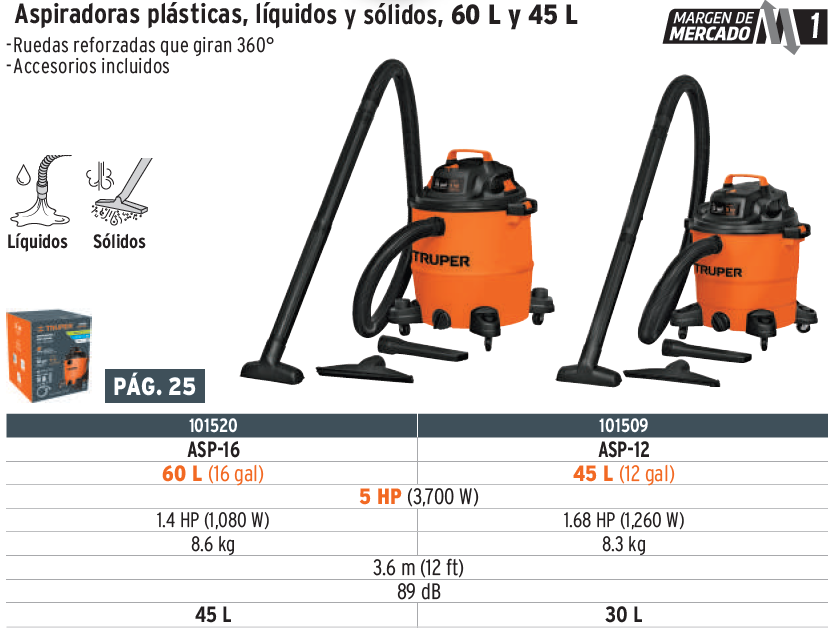 Aspiradoras plásticas, líquidos y sólidos, 60 L y 45 L
-Ruedas reforzadas que giran 360°
-Accesorios incluidos
MARGEN DE
MERCADO 1
Líquidos Sólidos
TRUPER
TRUPER
TRUPER
PÁG. 25
101520 101509
ASP-16 ASP-12
60 L (16 gal) 45 L (12 gal)
5 HP (3,700 W)
1.4 HP (1,080 W) 1.68 HP (1,260 W)
8.6 kg 8.3 kg
3.6 m (12 ft)
89 dB
45 L 30 L